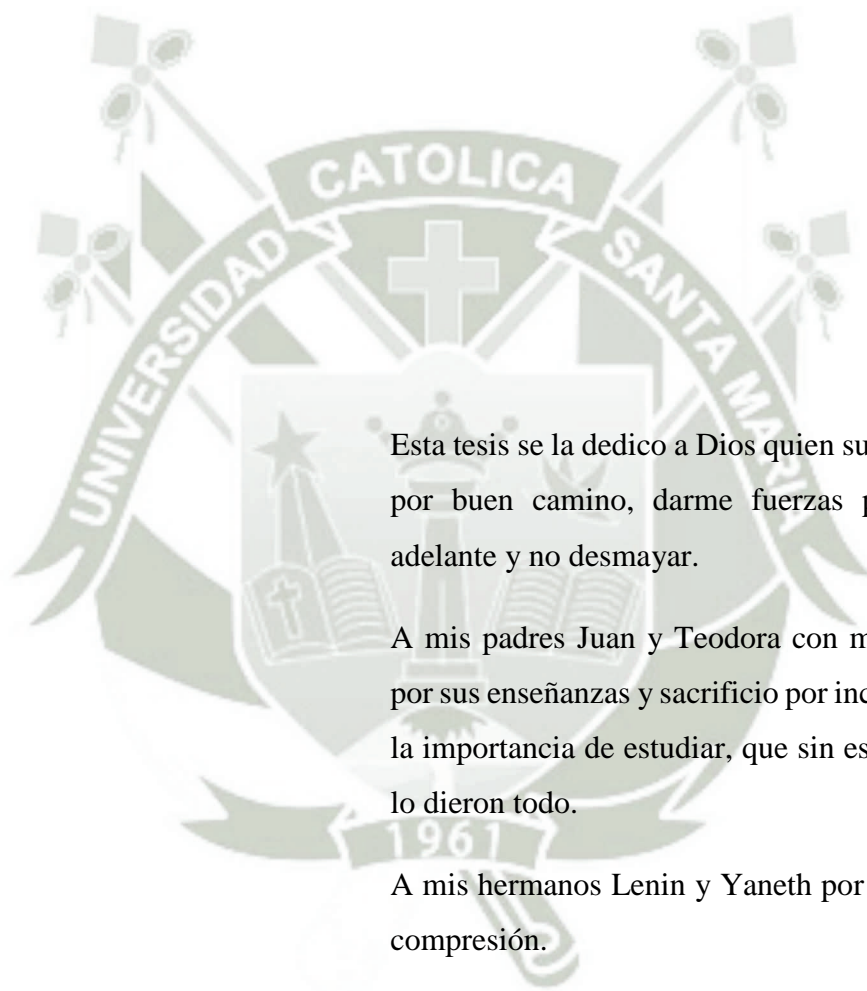 CATOLICA
UNIVERSIDAD
SANTA MARIA
Esta tesis se la dedico a Dios quien su
por buen camino, darme fuerzas
adelante y no desmayar.
A mis padres Juan y Teodora con
por sus enseñanzas y sacrificio por
la importancia de estudiar, que sin
lo dieron todo.
1961
A mis hermanos Lenin y Yaneth por
compresión.